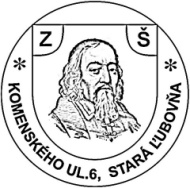 Z Š
* KOMENSKÉHO UL.6, STARÁ ĽUBOVŇA *